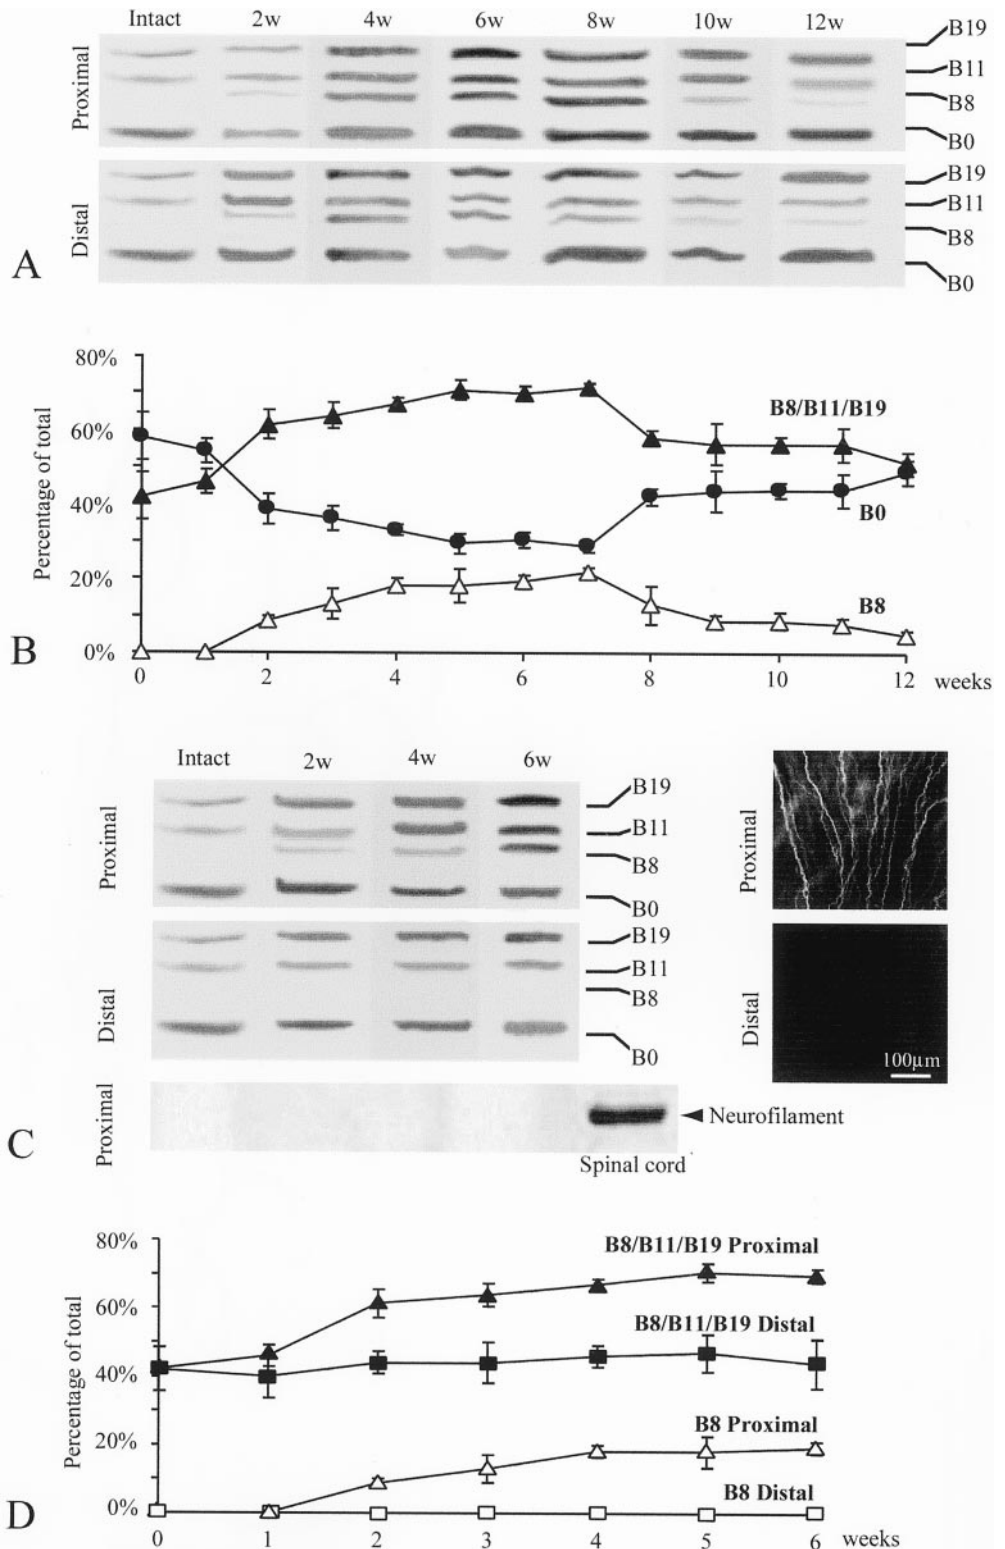 Intact 2w 4w 6w 8w 10w 12w
Proximal
B19
B11
B8
B0
Distal
B19
B11
B8
B0
A
80%
60%
40%
20%
0%
Percentage of total
B8/B11/B19
B0
B8
0 2 4 6 8 10 12 weeks
B
Intact 2w 4w 6w
Proximal
B19
B11
B8
B0
Distal
B19
B11
B8
B0
Proximal
Neurofilament
Spinal cord
Proximal
Distal
100µm
C
80%
60%
40%
20%
0%
Percentage of total
B8/B11/B19 Proximal
B8/B11/B19 Distal
B8 Proximal
B8 Distal
0 1 2 3 4 5 6 weeks
D